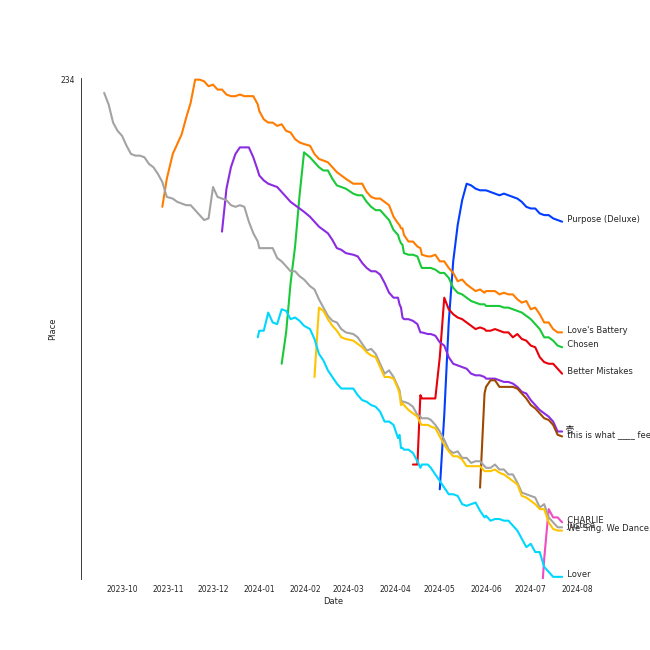 234
Place
Purpose (Deluxe)
Love's Battery
Chosen
Better Mistakes
this is what ____ fee
CHARLIE
We Sing. We Dance.
Lover
2023-10 2023-11 2023-12 2024-01 2024-02 2024-03 2024-04 2024-05 2024-06 2024-07 2024-08
Date